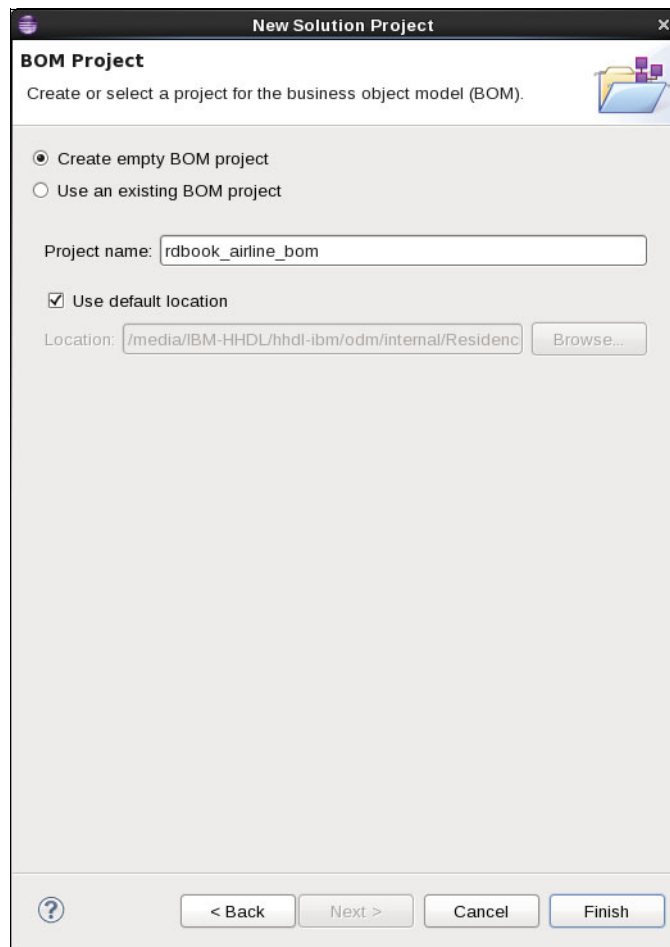 New Solution Project
BOM Project
Create or select a project for the business object model (BOM).
Create empty BOM project
Use an existing BOM project
Project name: rdbook_airline_bom
Use default location
Location: /media/IBM-HHDL/hhdl-ibm/odm/internal/Residenc Browse...
< Back Next > Cancel Finish